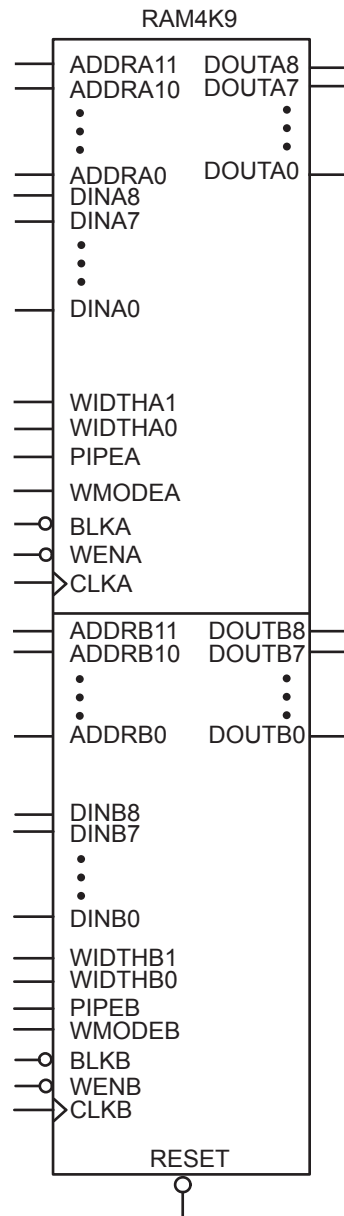 RAM4K9
ADDRA11 DOUTA8
ADDRA10 DOUTA7
ADDRA0 DOUTA0
DINA8
DINA7
DINA0
WIDTHA1
WIDTHA0
PIPEA
WMODEA
BLKA
WENA
CLKA
ADDRB11 DOUTB8
ADDRB10 DOUTB7
ADDRB0 DOUTB0
DINB8
DINB7
DINB0
WIDTHB1
WIDTHB0
PIPEB
WMODEB
BLKB
WENB
CLKB
RESET